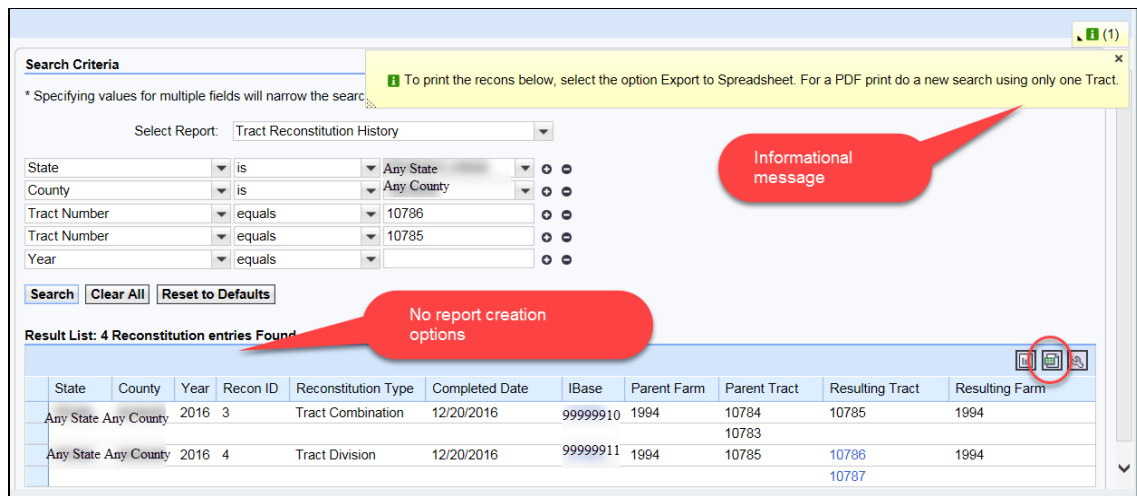 (1)
Search Criteria
To print the recons below, select the option Export to Spreadsheet. For a PDF print do a new search using only one Tract.
* Specifying values for multiple fields will narrow the searc
Select Report: Tract Reconstitution History
Informational
message
State is Any State
County is Any County
Tract Number equals 10786
Tract Number equals 10785
Year equals
Search Clear All Reset to Defaults
No report creation
options
Result List: 4 Reconstitution entries Found
State County Year Recon ID Reconstitution Type Completed Date IBase Parent Farm Parent Tract Resulting Tract Resulting Farm
Any State Any County 2016 3 Tract Combination 12/20/2016 99999910 1994 10784 10785 1994
10783
Any State Any County 2016 4 Tract Division 12/20/2016 99999911 1994 10785 10786 1994
10787